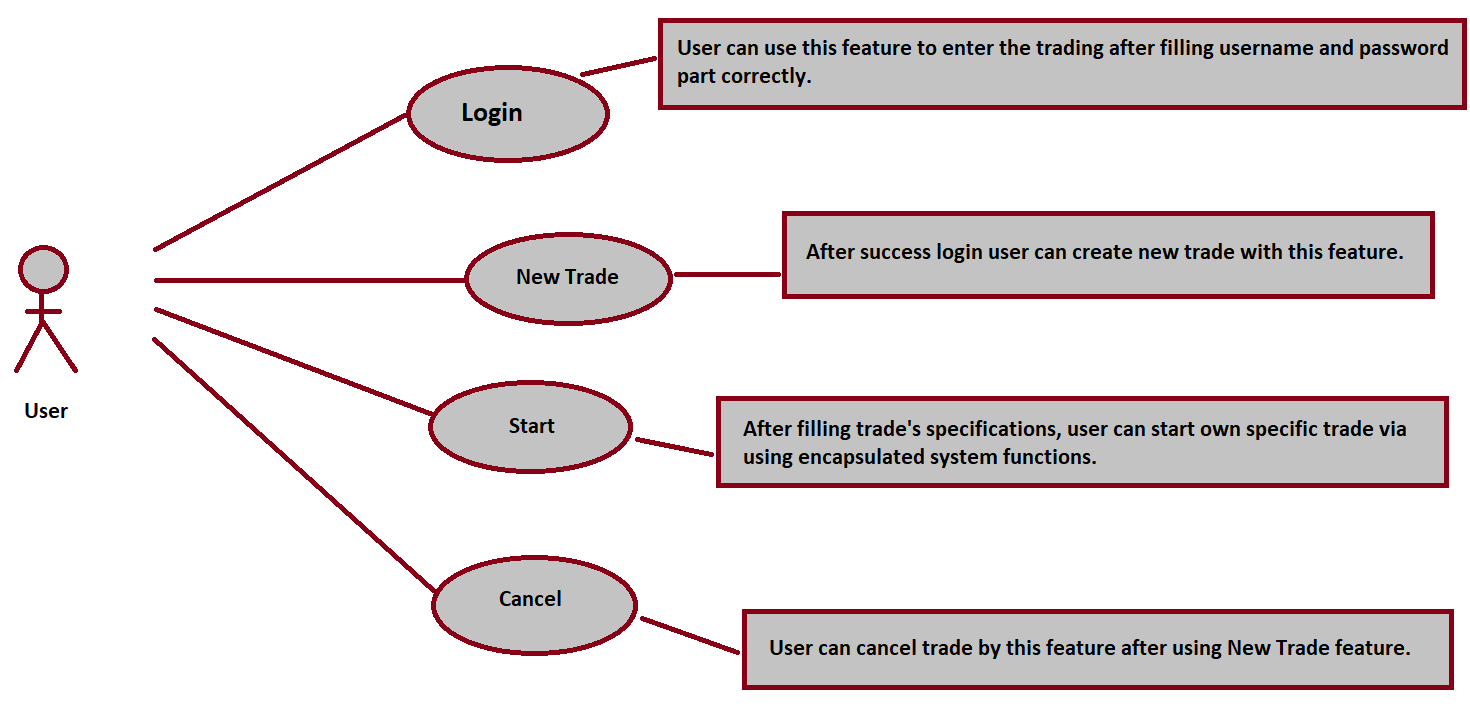 User can use this feature to enter the trading after filling username and password
part correctly.
Login
After success login user can create new trade with this feature.
New Trade
User
Start
After filling trade's specifications, user can start own specific trade via
using encapsulated system functions.
Cancel
User can cancel trade by this feature after using New Trade feature.